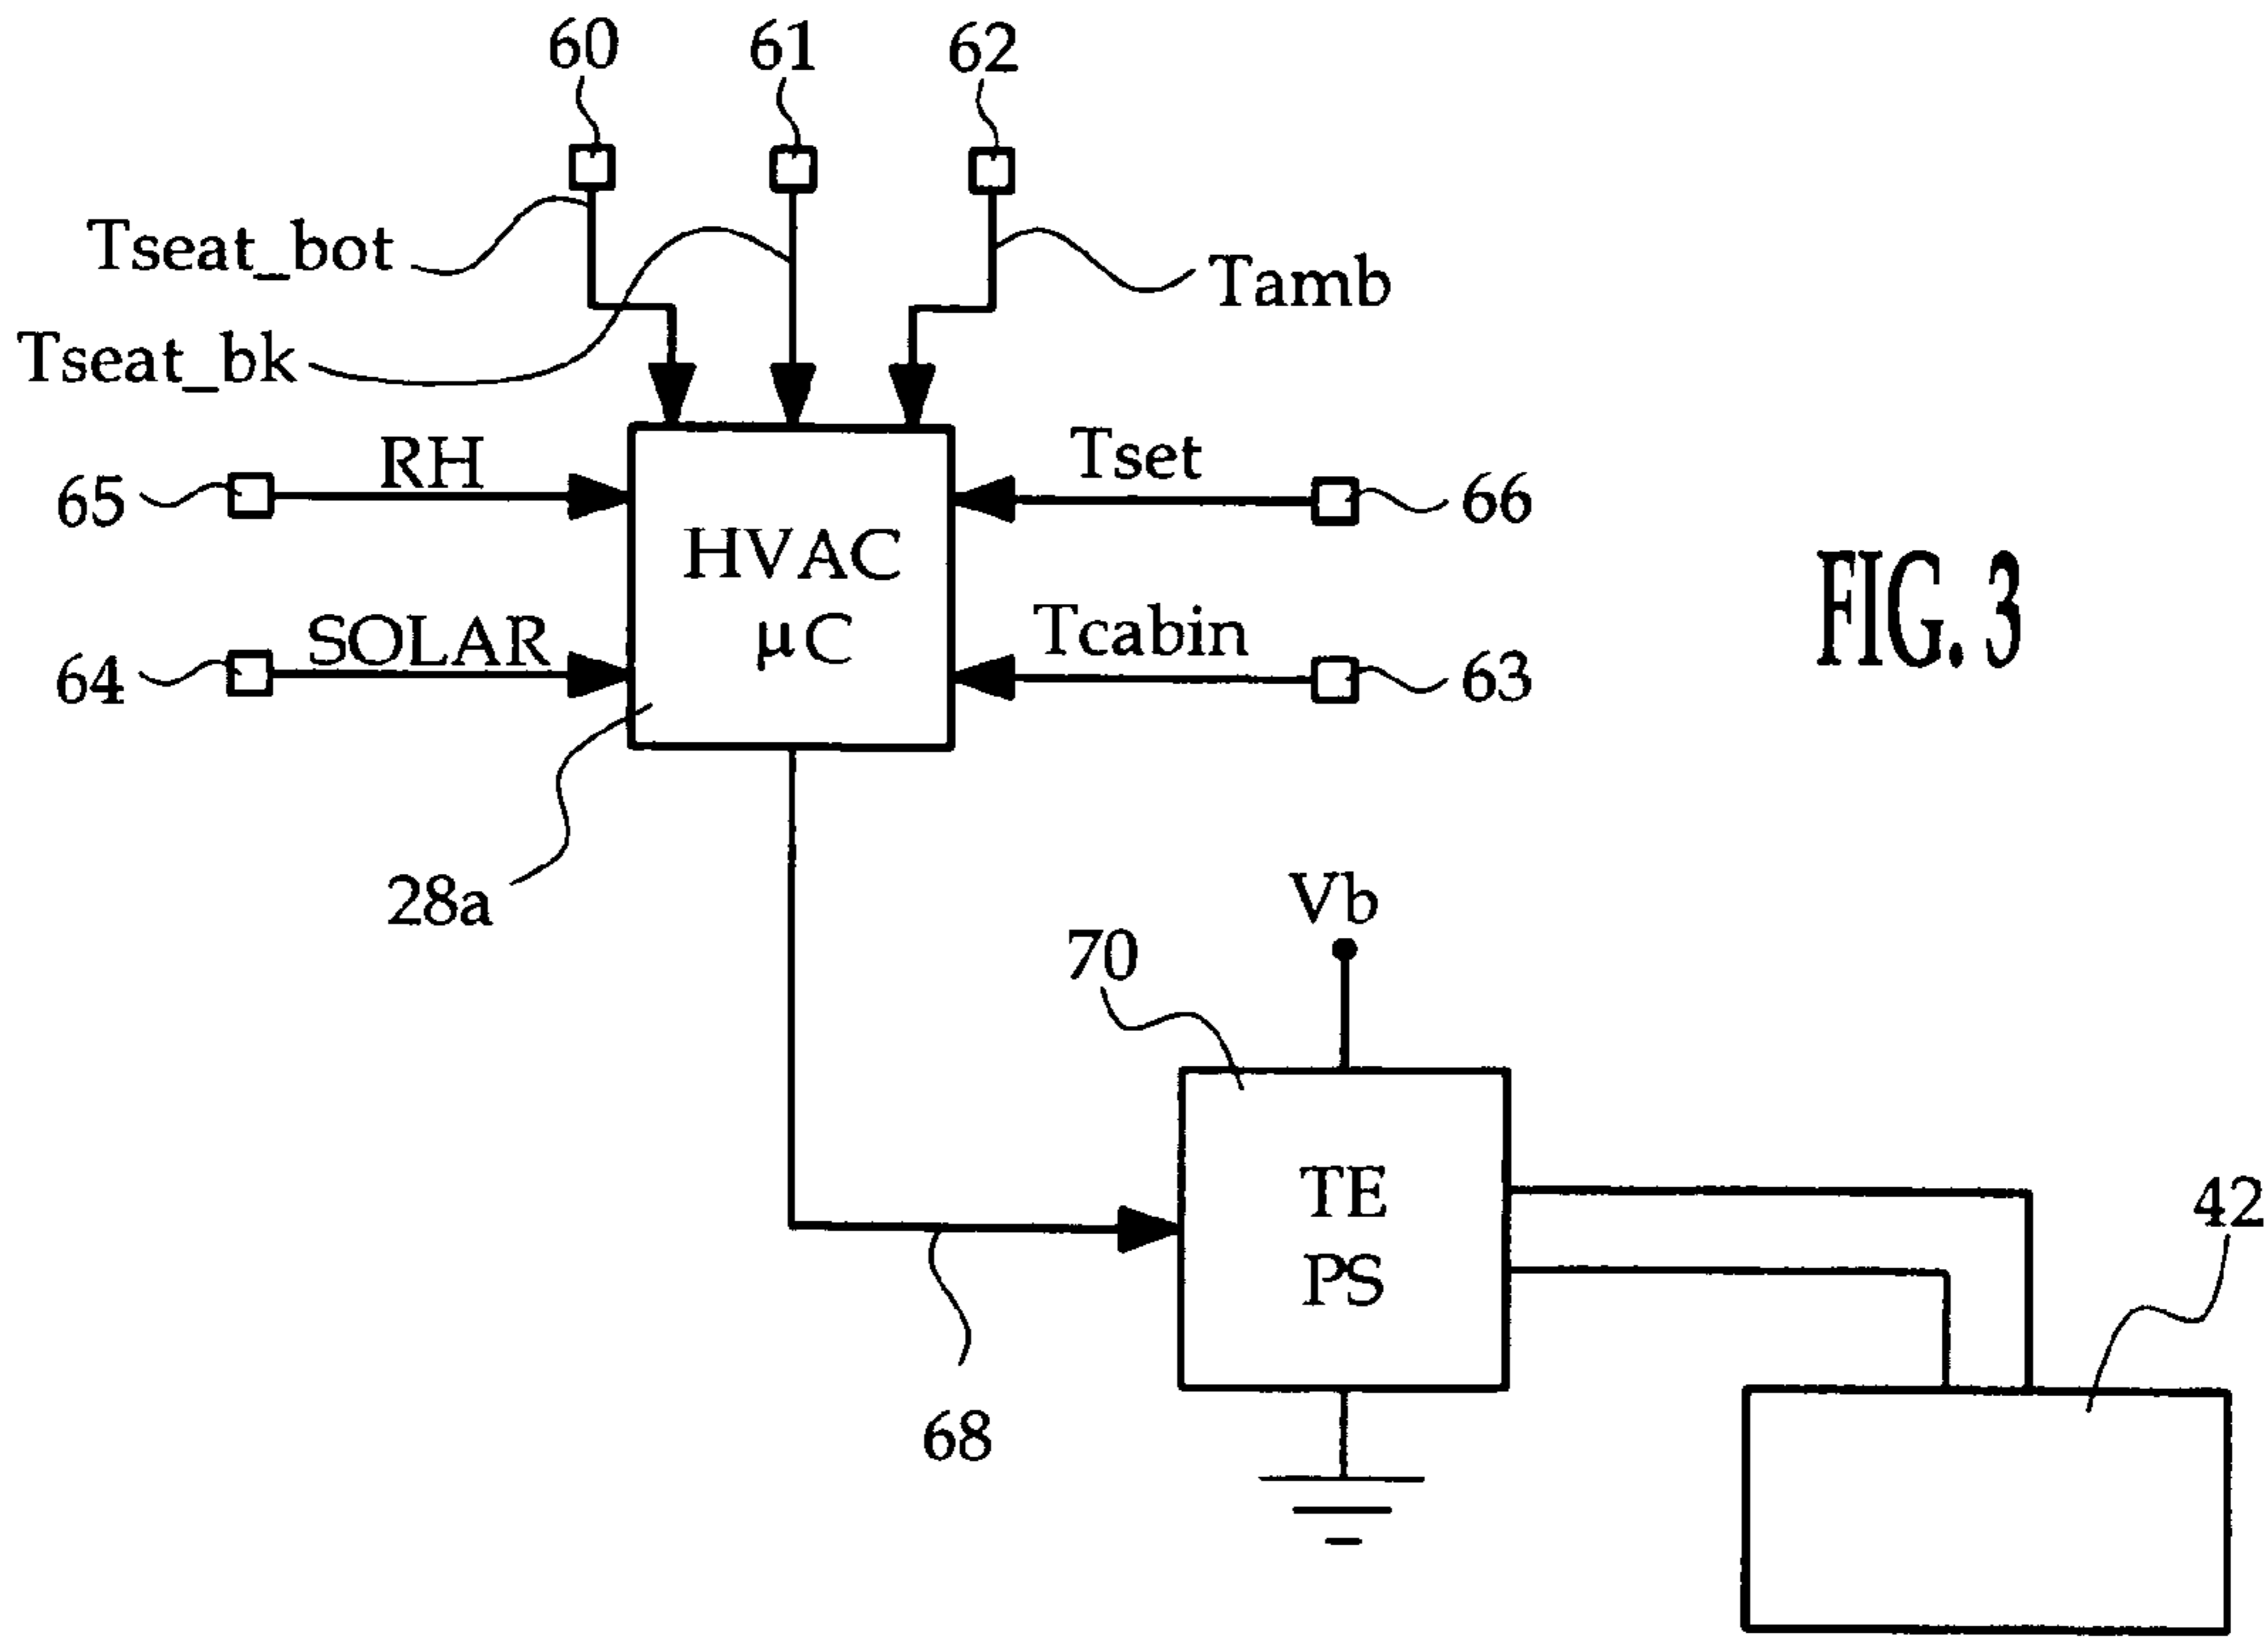 60
61
62
Tseat_bot
Tamb
Tseat_bk
RH
Tset
65
66
HVAC
µC
SOLAR
Tcabin
64
63
FIG. 3
28a
Vb
70
TE
PS
42
68